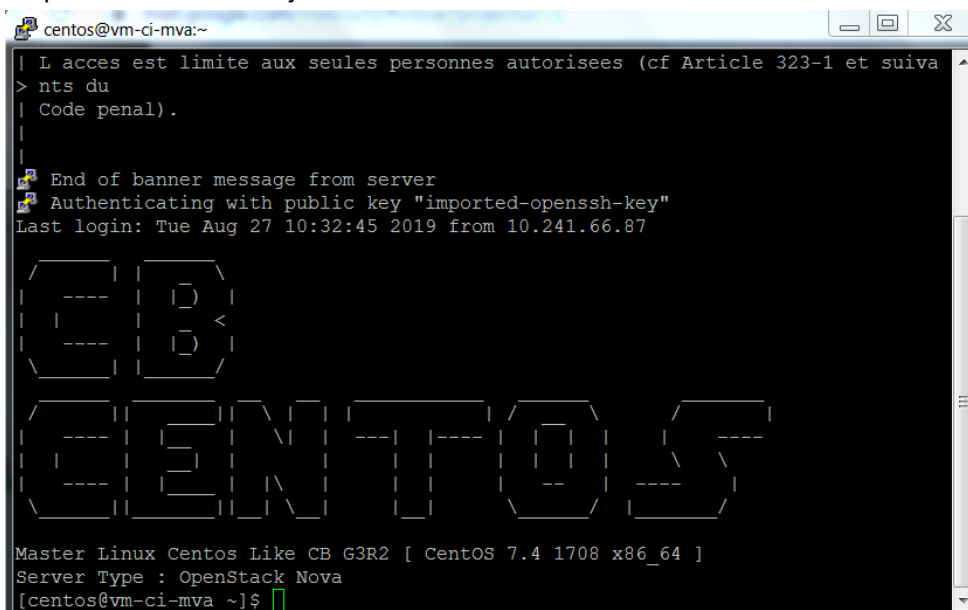 centos@vm-ci-mva:~
| L acces est limite aux seules personnes autorisees (cf Article 323-1 et suiva
> nts du
| Code penal).
|
|
End of banner message from server
Authenticating with public key "imported-openssh-key"
Last login: Tue Aug 27 10:32:45 2019 from 10.241.66.87
CB
CENTOS
Master Linux Centos Like CB G3R2 [ CentOS 7.4 1708 x86_64 ]
Server Type : OpenStack Nova
[centos@vm-ci-mva ~]$